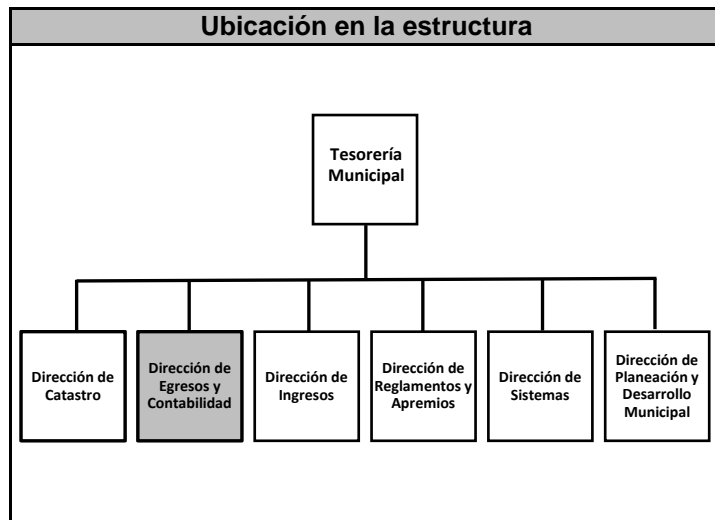 Ubicación en la estructura
Tesorería
Municipal
Dirección de
Catastro
Dirección de
Egresos y
Contabilidad
Dirección de
Ingresos
Dirección de
Reglamentos y
Apremios
Dirección de
Sistemas
Dirección de
Planeación y
Desarrollo
Municipal